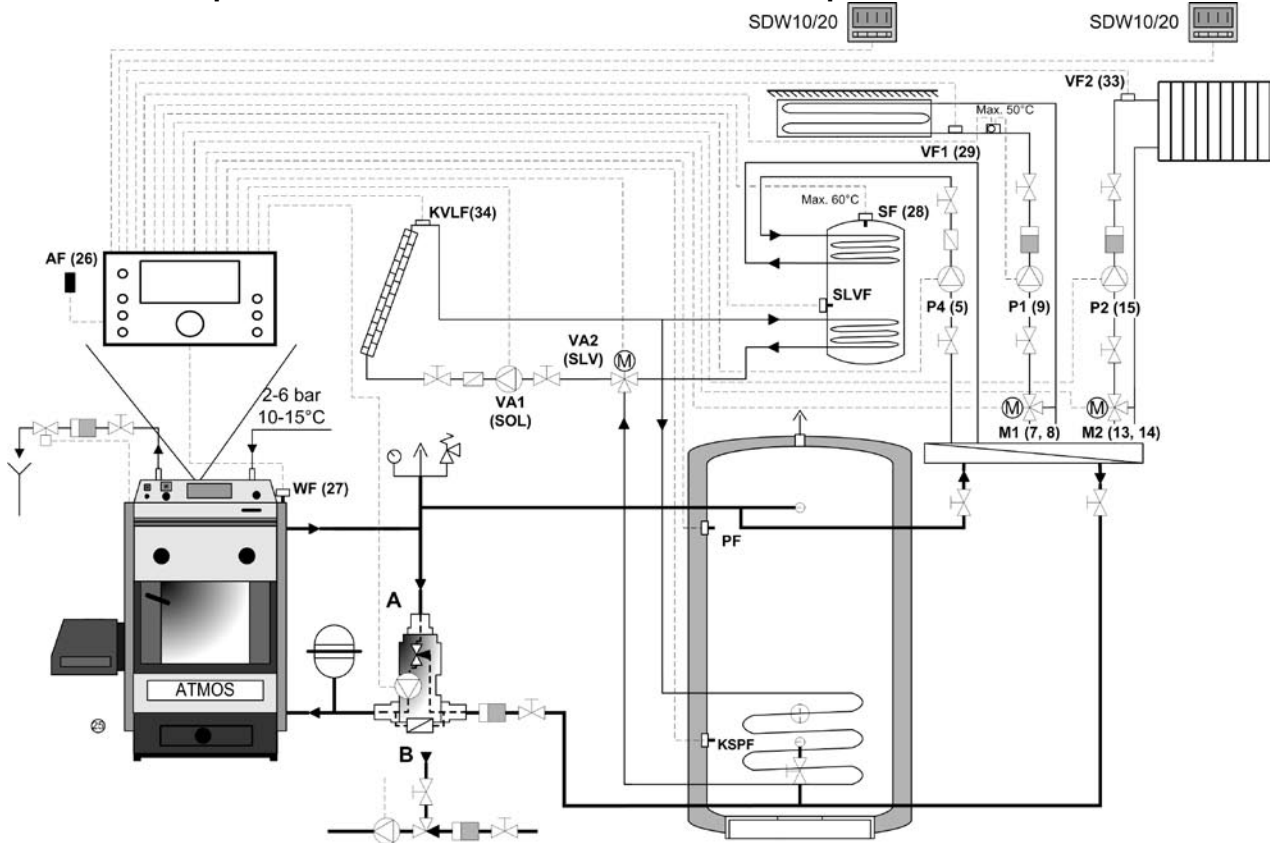 SDW10/20
SDW10/20
VF2 (33)
Max. 50°C
VF1 (29)
KVLF(34)
Max. 60°C
SF (28)
AF (26)
SLVF
P4 (5)
P1 (9)
P2 (15)
VA2
(SLV)
M
VA1
(SOL)
2-6 bar
10-15°C
M
M
M1 (7, 8)
M2 (13, 14)
WF (27)
PF
A
ATMOS
25
KSPF
B